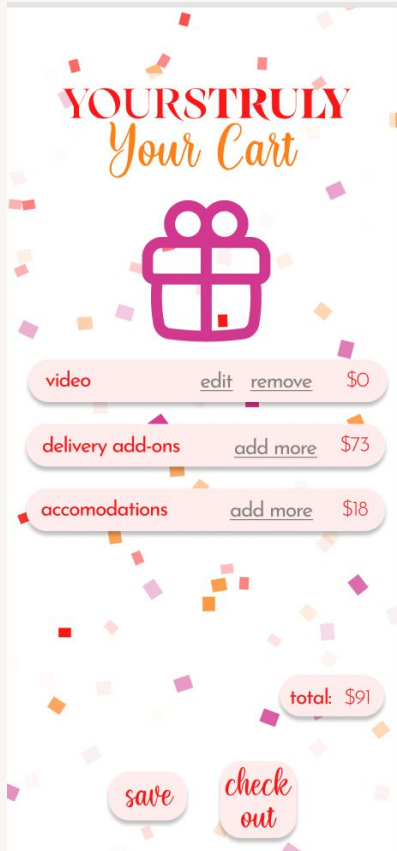 YOURSTRULY
Your Cart
video edit remove $0
delivery add-ons add more $73
accomodations add more $18
total: $91
save
check
out